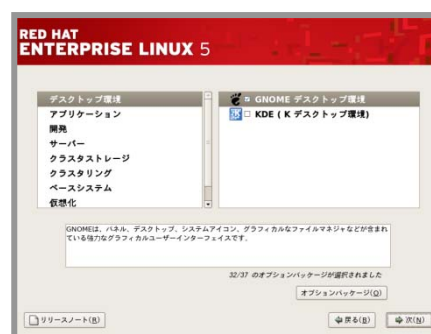 RED HAT
ENTERPRISE LINUX 5
デスクトップ環境
アプリケーション
開発
サーバー
クラスタストレージ
クラスタリング
ベースシステム
仮想化
GNOME デスクトップ環境
KDE ( K デスクトップ環境)
GNOMEは、パネル、デスクトップ、システムアイコン、グラフィカルなファイルマネジャなどが含まれ
ている強力なグラフィカルユーザーインターフェイスです。
32/37 のオプションパッケージが選択されました
オプションパッケージ(O)
リリースノート(R)
戻る(B)
次(N)